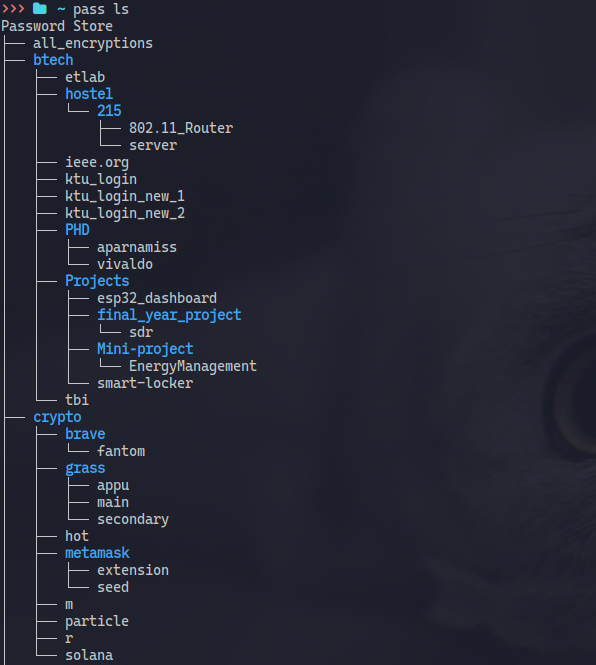 >>> ~ pass ls
Password Store
├── all_encryptions
├── btech
│   ├── etlab
│   ├── hostel
│   │   └── 215
│   │       ├── 802.11_Router
│   │       └── server
│   ├── ieee.org
│   ├── ktu_login
│   ├── ktu_login_new_1
│   ├── ktu_login_new_2
│   ├── PHD
│   │   ├── aparnamiss
│   │   └── vivaldo
│   ├── Projects
│   │   ├── esp32_dashboard
│   │   ├── final_year_project
│   │   │   └── sdr
│   │   ├── Mini-project
│   │   │   └── EnergyManagement
│   │   └── smart-locker
│   └── tbi
├── crypto
│   ├── brave
│   │   └── fantom
│   ├── grass
│   │   ├── appu
│   │   ├── main
│   │   └── secondary
│   ├── hot
│   ├── metamask
│   │   ├── extension
│   │   └── seed
│   ├── m
│   ├── particle
│   ├── r
│   └── solana